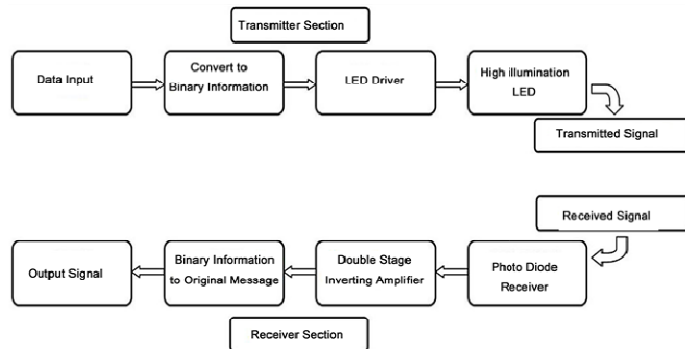 Transmitter Section
Data Input
Convert to
Binary Information
LED Driver
High illumination
LED
Transmitted Signal
Received Signal
Output Signal
Binary Information
to Original Message
Double Stage
Inverting Amplifier
Photo Diode
Receiver
Receiver Section